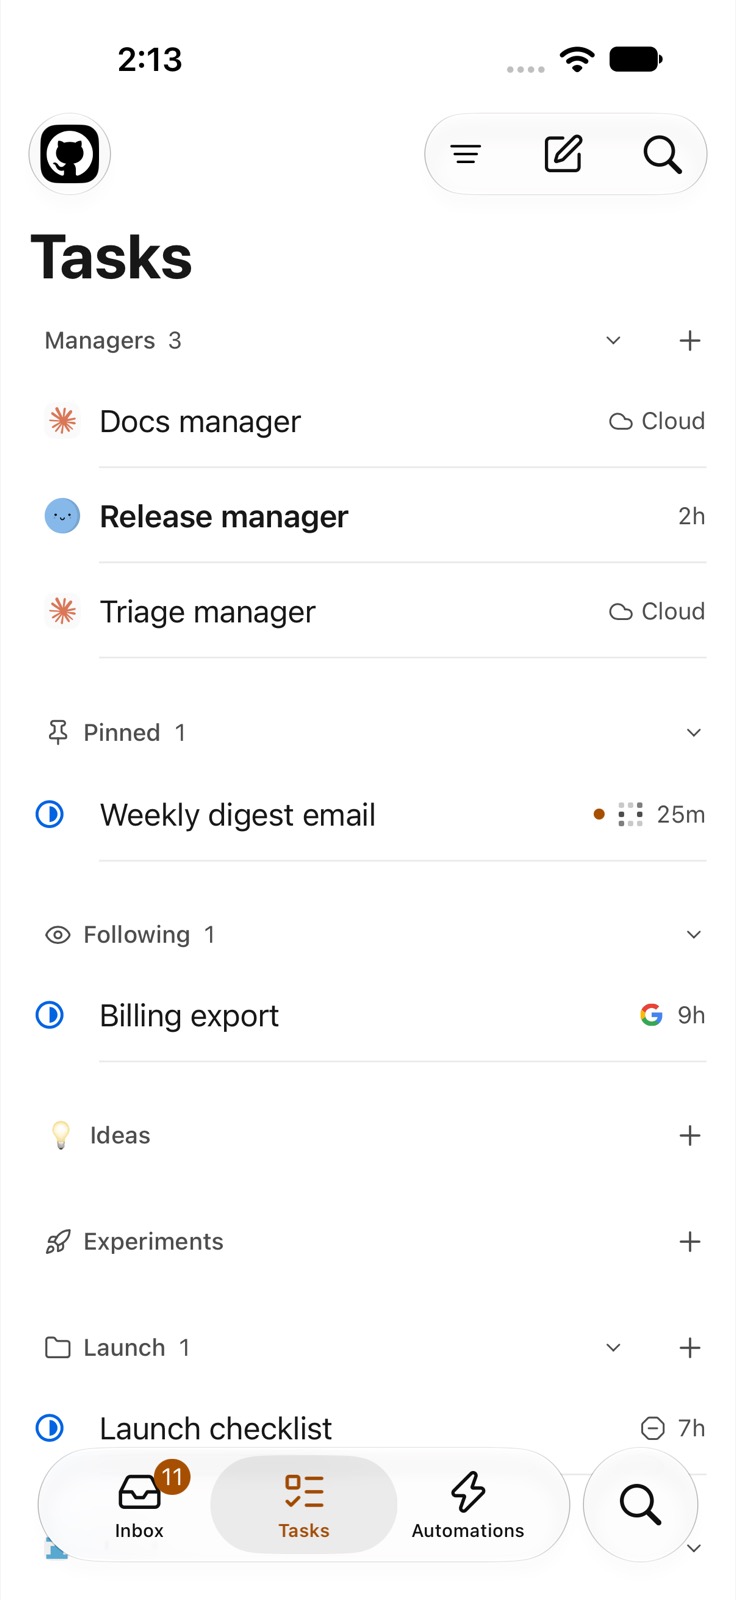 2:13
Tasks
Managers 3
Docs manager Cloud
Release manager 2h
Triage manager Cloud
Pinned 1
Weekly digest email 25m
Following 1
Billing export 9h
Ideas
Experiments
Launch 1
Launch checklist 7h
11
Inbox Tasks Automations